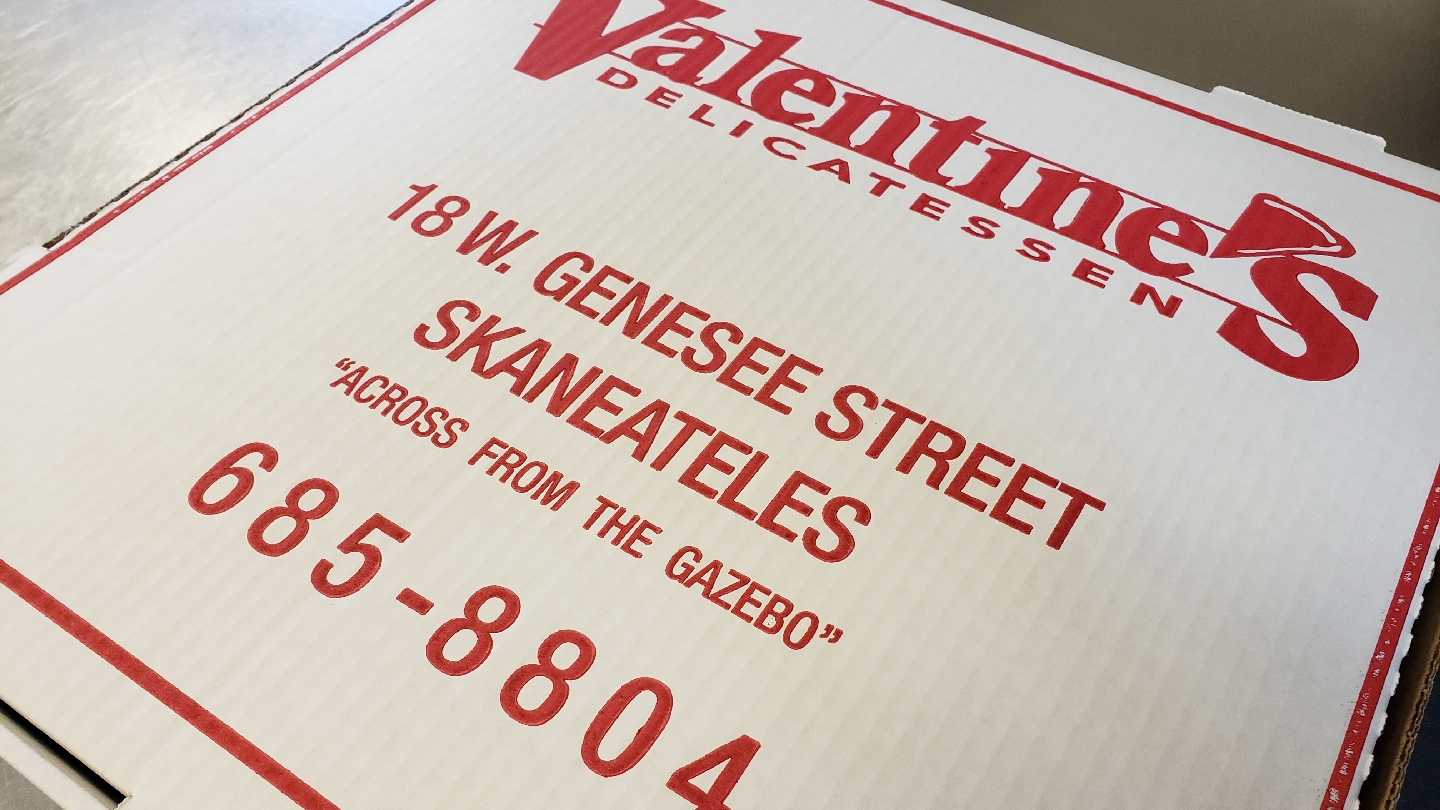 Valentine's
DELICATESSEN
18 W. GENESEE STREET
SKANEATELES
“ACROSS FROM THE GAZEBO”
685-8804